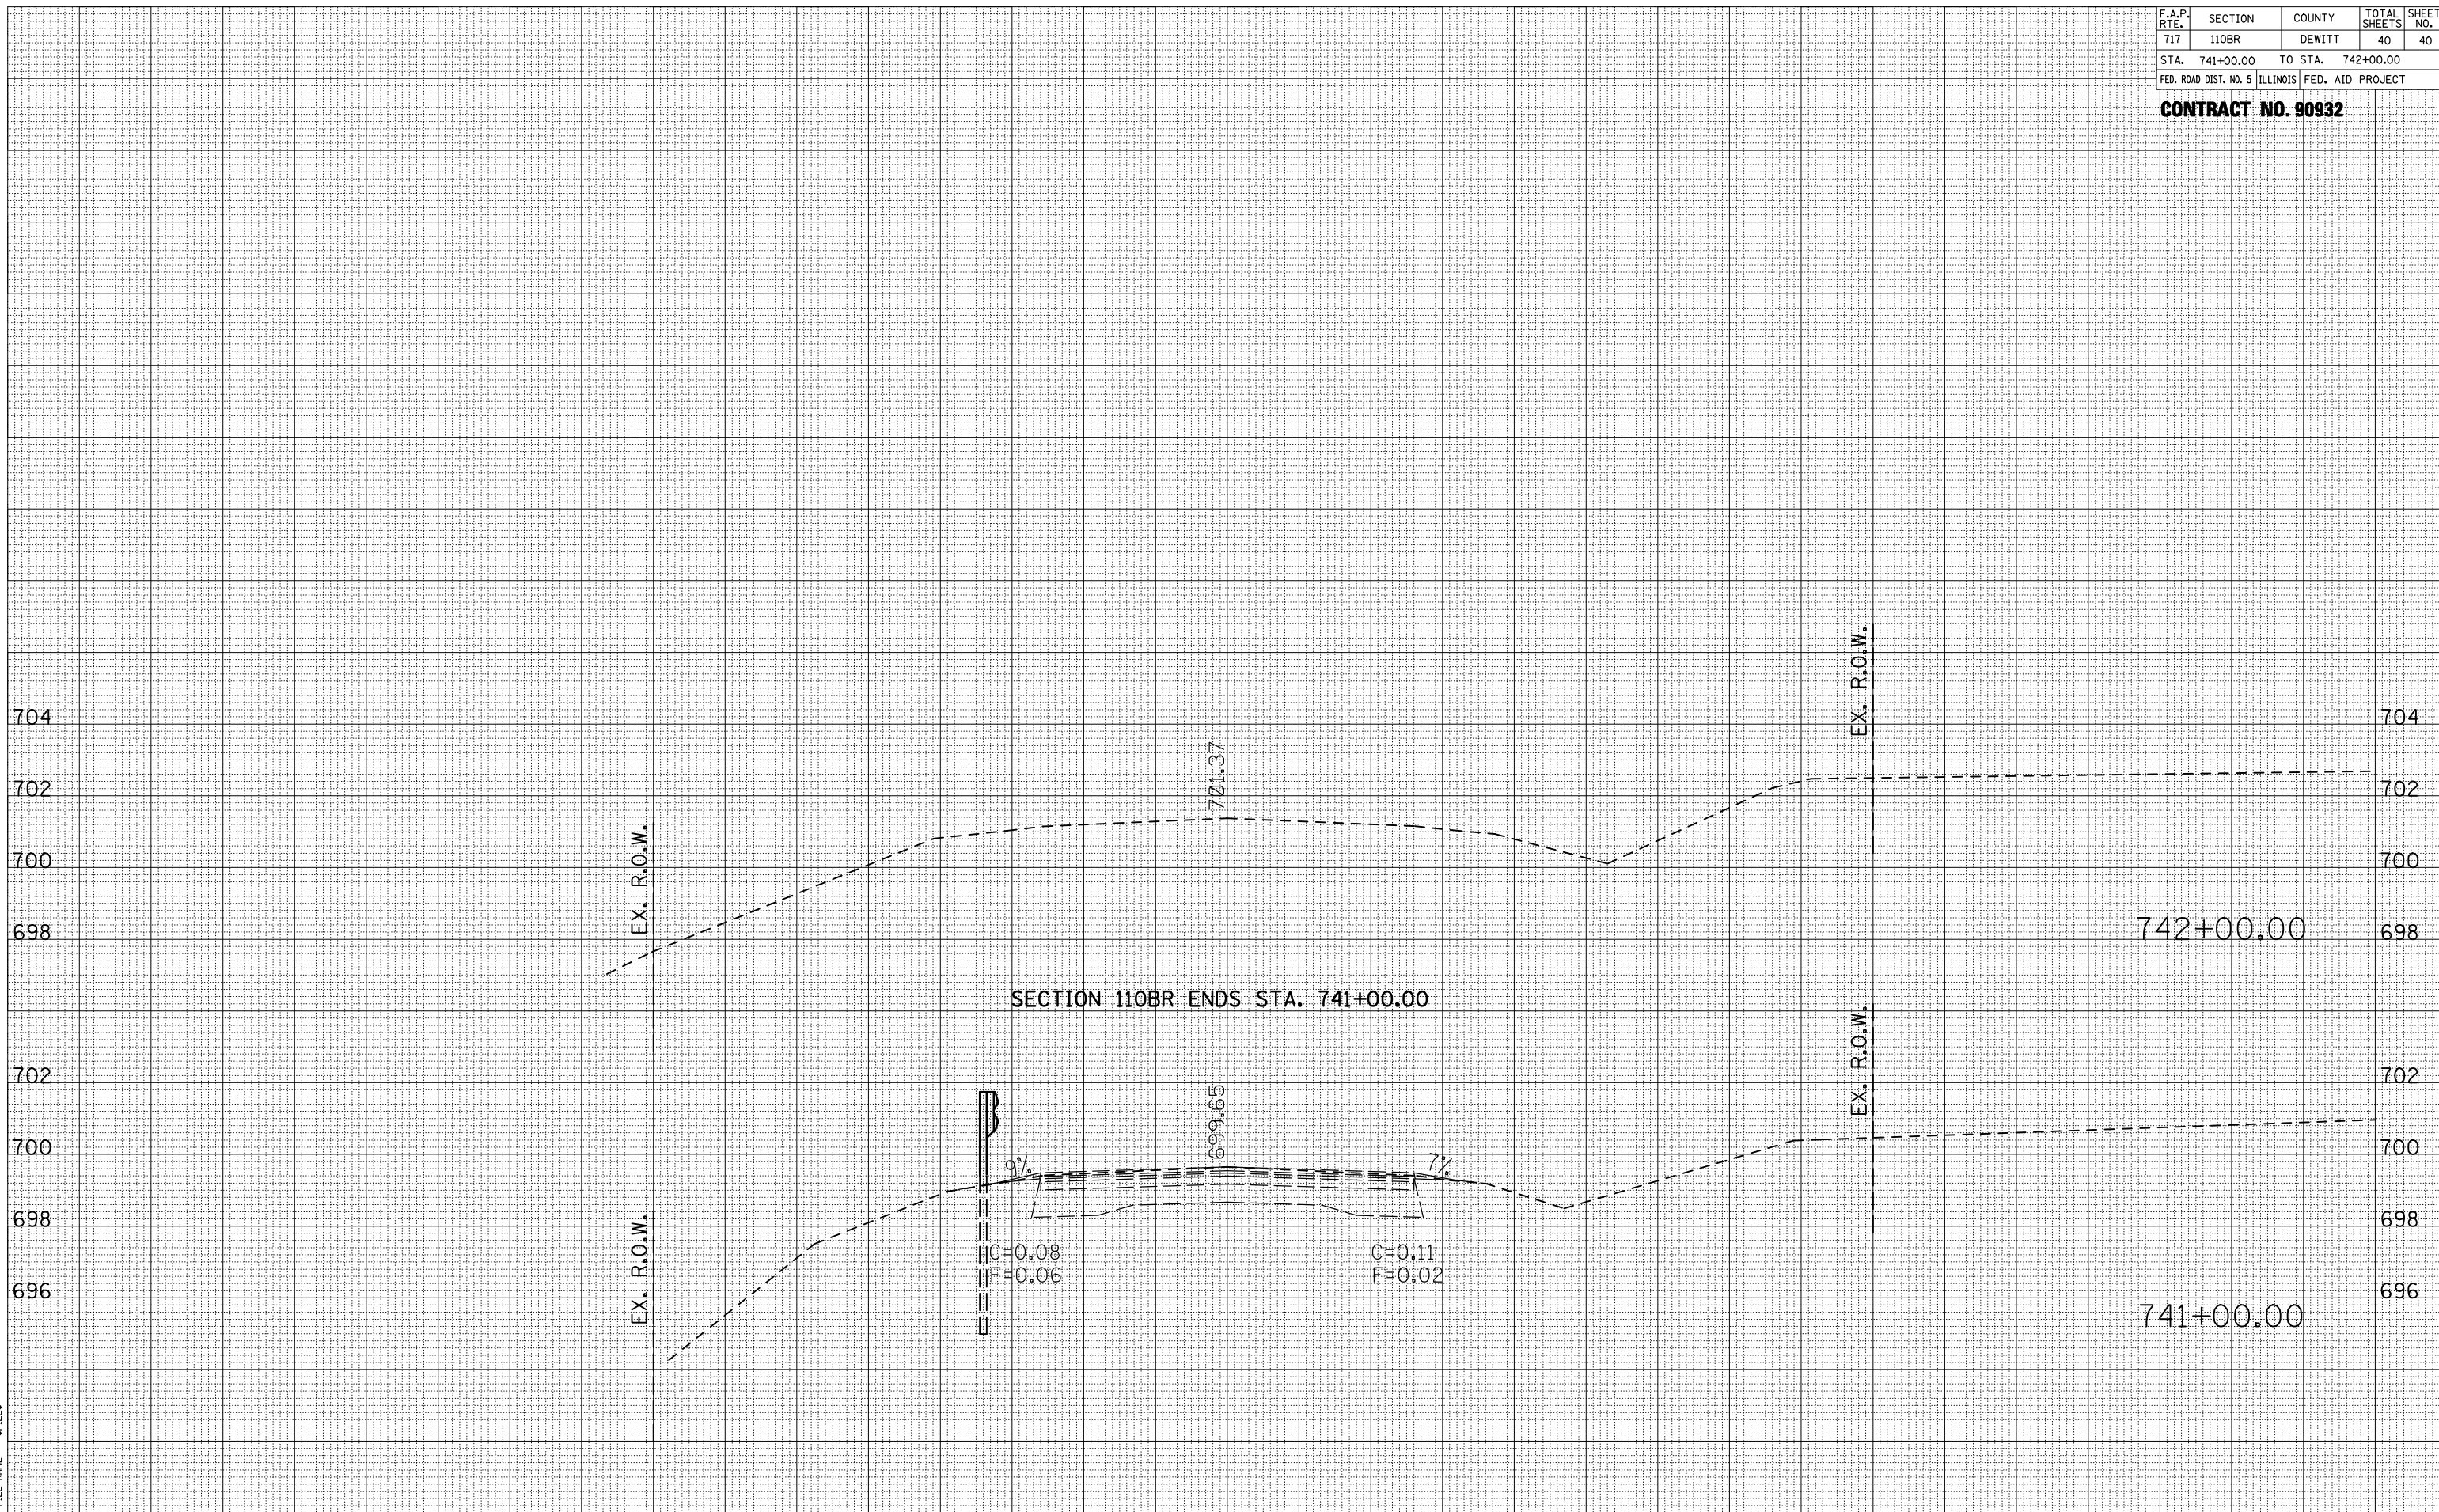 F.A.P. RTE. SECTION COUNTY TOTAL SHEETS SHEET NO.
717 110BR DEWITT 40 40
STA. 741+00.00 TO STA. 742+00.00
FED. ROAD DIST. NO. 5 ILLINOIS FED. AID PROJECT
CONTRACT NO. 90932
EX. R.O.W.
704 704
701.37
702 702
EX. R.O.W.
700 700
698 742+00.00 698
SECTION 110BR ENDS STA. 741+00.00
EX. R.O.W.
702 702
699.65
700 700
9% 7%
698 698
EX. R.O.W.
C=0.08 C=0.11
F=0.06 F=0.02
696 696
741+00.00